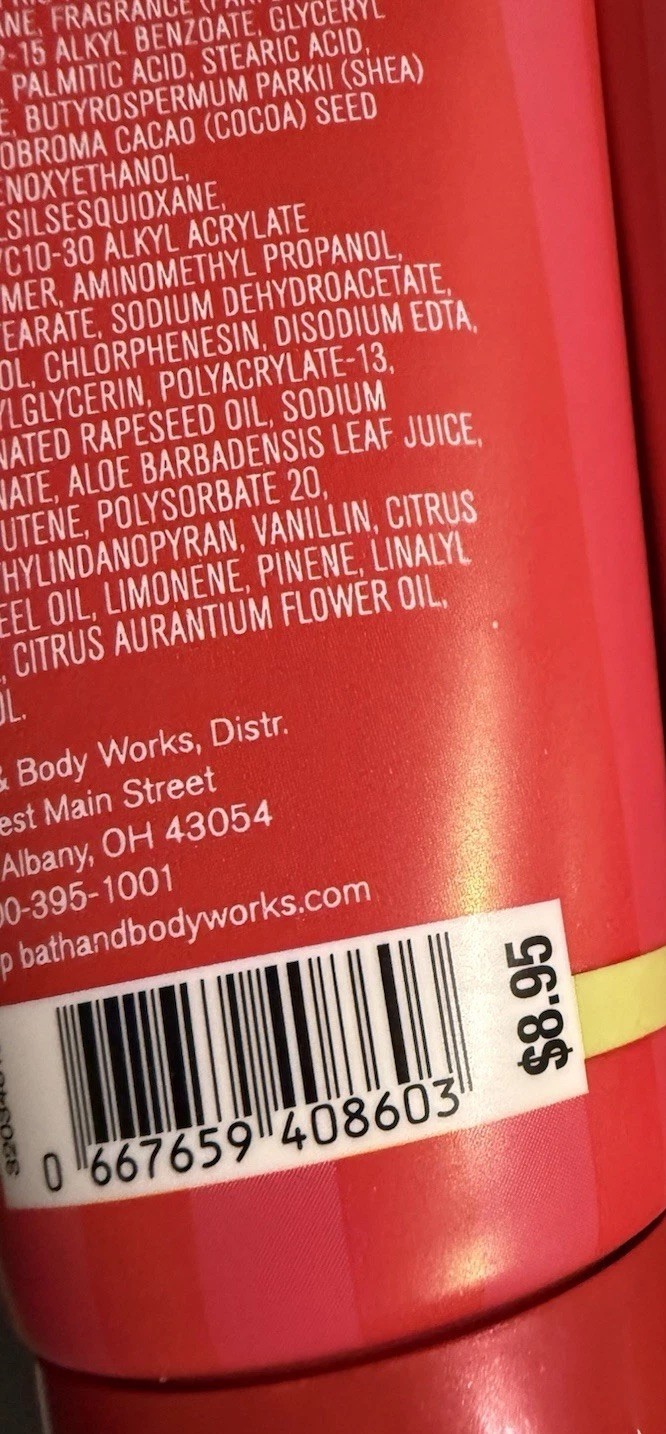 FRAGRANCE
15 ALKYL BENZOATE, GLYCERYL
PALMITIC ACID, STEARIC ACID,
E, BUTYROSPERMUM PARKII (SHEA)
OBROMA CACAO (COCOA) SEED
ENOXYETHANOL,
LSILSESQUIOXANE,
/C10-30 ALKYL ACRYLATE
MER, AMINOMETHYL PROPANOL,
EARATE, SODIUM DEHYDROACETATE,
OL, CHLORPHENESIN, DISODIUM EDTA,
YLGLYCERIN, POLYACRYLATE-13,
NATED RAPESEED OIL, SODIUM
NATE, ALOE BARBADENSIS LEAF JUICE,
UTENE, POLYSORBATE 20,
HYLINDANOPYRAN, VANILLIN, CITRUS
EEL OIL, LIMONENE, PINENE, LINALYL
, CITRUS AURANTIUM FLOWER OIL,
OL.
& Body Works, Distr.
est Main Street
Albany, OH 43054
00-395-1001
p bathandbodyworks.com
$8.95
0 667659 408603